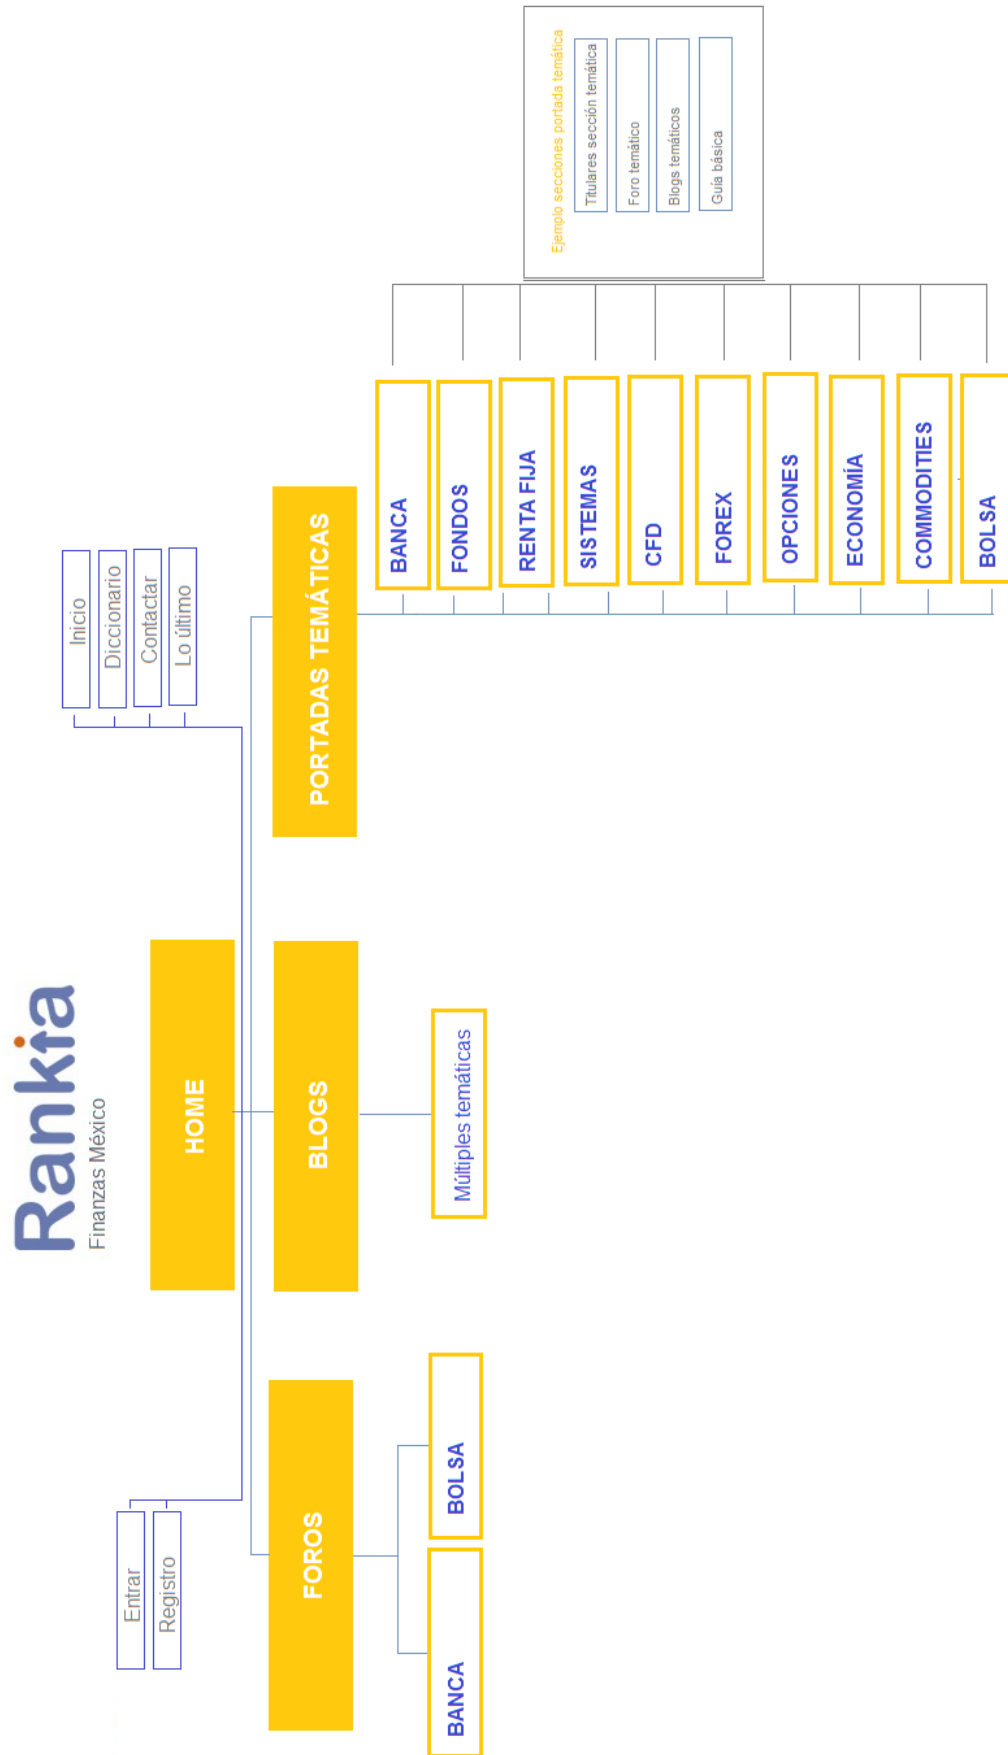 Rankia
Finanzas México
Entrar
Registro
Inicio
Diccionario
Contactar
Lo último
HOME
FOROS
BLOGS
PORTADAS TEMÁTICAS
BANCA
BOLSA
Múltiples temáticas
BANCA
FONDOS
RENTA FIJA
SISTEMAS
CFD
FOREX
OPCIONES
ECONOMÍA
COMMODITIES
BOLSA
Ejemplo secciones portada temática
Titulares sección temática
Foro temático
Blogs temáticos
Guía básica